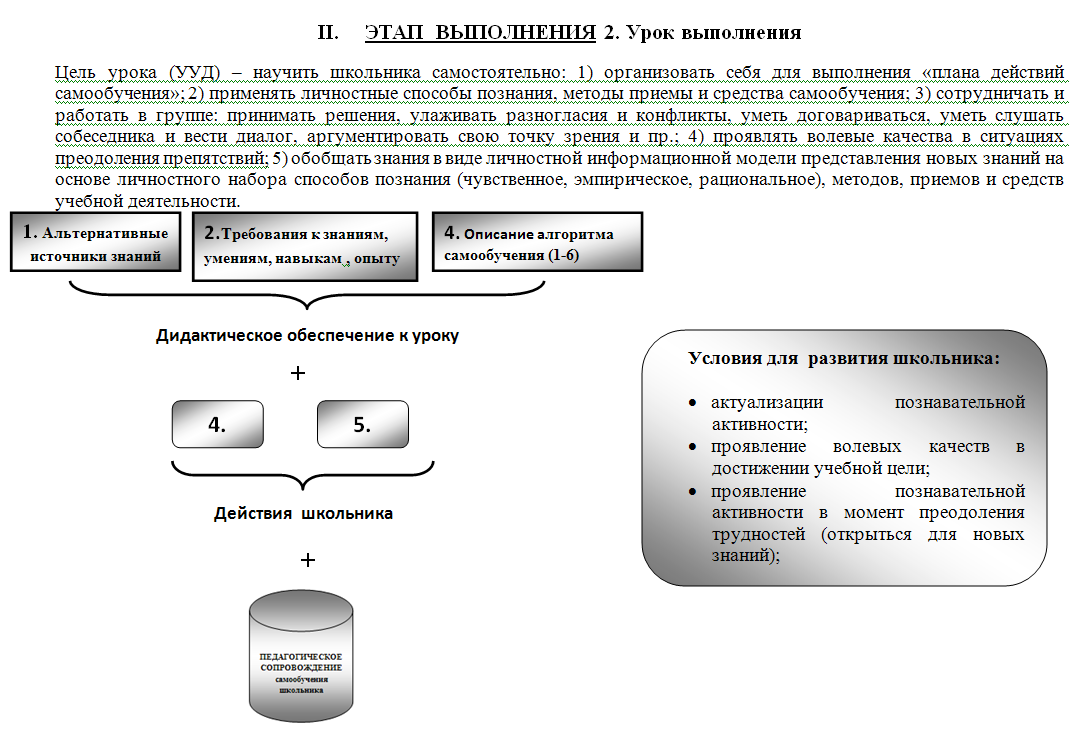 II. ЭТАП ВЫПОЛНЕНИЯ 2. Урок выполнения
Цель урока (УУД) – научить школьника самостоятельно: 1) организовать себя для выполнения «плана действий
самообучения»; 2) применять личностные способы познания, методы приемы и средства самообучения; 3) сотрудничать и
работать в группе: принимать решения, улаживать разногласия и конфликты, уметь договариваться, уметь слушать
собеседника и вести диалог, аргументировать свою точку зрения и пр.; 4) проявлять волевые качества в ситуациях
преодоления препятствий; 5) обобщать знания в виде личностной информационной модели представления новых знаний на
основе личностного набора способов познания (чувственное, эмпирическое, рациональное), методов, приемов и средств
учебной деятельности.
1. Альтернативные
источники знаний
2.Требования к знаниям,
умениям, навыкам , опыту
4. Описание алгоритма
самообучения (1-6)
Дидактическое обеспечение к уроку
+
4.
5.
Действия школьника
+
ПЕДАГОГИЧЕСКОЕ
СОПРОВОЖДЕНИЕ
самообучения
школьника
Условия для развития школьника:
• актуализации познавательной
активности;
• проявление волевых качеств в
достижении учебной цели;
• проявление познавательной
активности в момент преодоления
трудностей (открыться для новых
знаний);